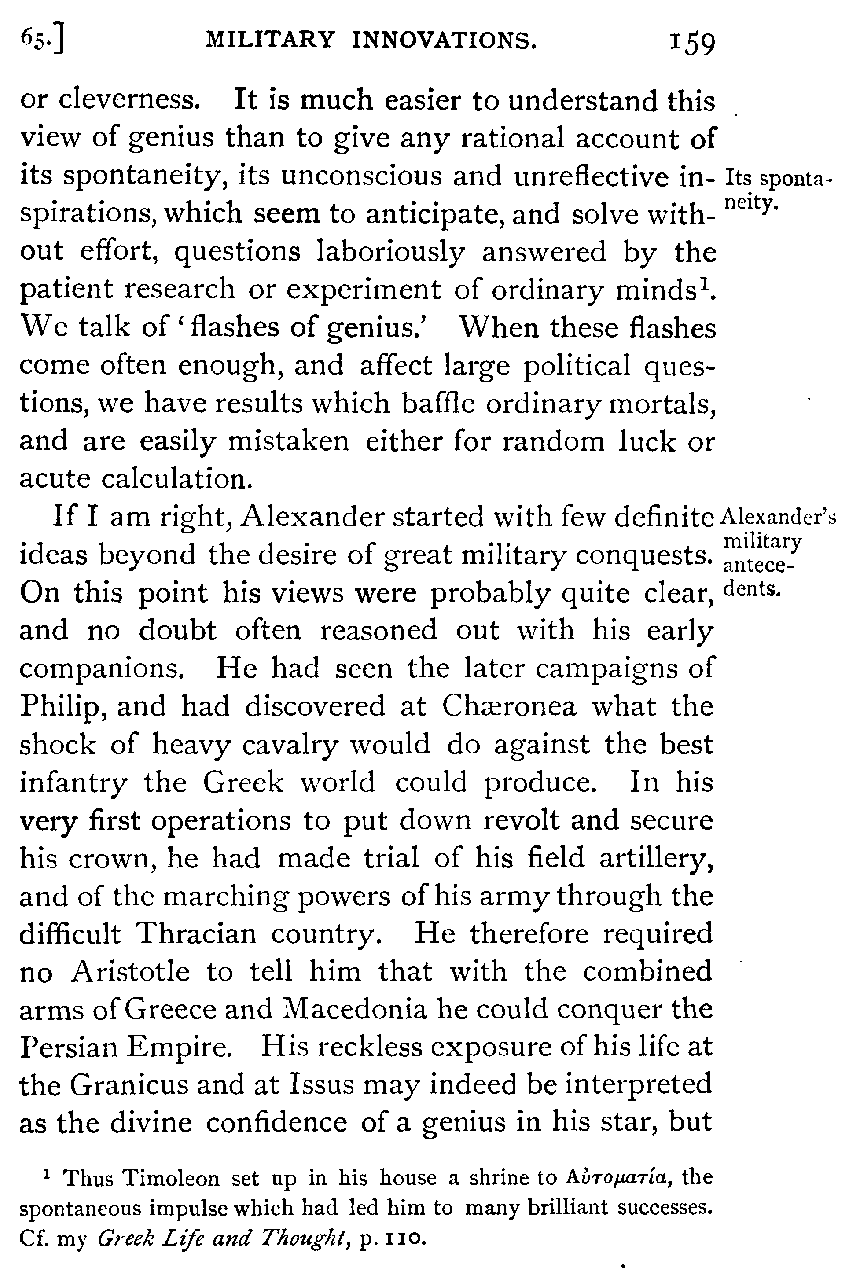 65.] MILITARY INNOVATIONS. 159
or cleverness. It is much easier to understand this
view of genius than to give any rational account of
its spontaneity, its unconscious and unreflective in-
Its sponta-
neity.
spirations, which seem to anticipate, and solve with-
out effort, questions laboriously answered by the
patient research or experiment of ordinary minds¹.
We talk of ‘flashes of genius.’ When these flashes
come often enough, and affect large political ques-
tions, we have results which baffle ordinary mortals,
and are easily mistaken either for random luck or
acute calculation.
If I am right, Alexander started with few definite
Alexander's
military
antece-
dents.
ideas beyond the desire of great military conquests.
On this point his views were probably quite clear,
and no doubt often reasoned out with his early
companions. He had seen the later campaigns of
Philip, and had discovered at Chæronea what the
shock of heavy cavalry would do against the best
infantry the Greek world could produce. In his
very first operations to put down revolt and secure
his crown, he had made trial of his field artillery,
and of the marching powers of his army through the
difficult Thracian country. He therefore required
no Aristotle to tell him that with the combined
arms of Greece and Macedonia he could conquer the
Persian Empire. His reckless exposure of his life at
the Granicus and at Issus may indeed be interpreted
as the divine confidence of a genius in his star, but
¹ Thus Timoleon set up in his house a shrine to Αὐτοματία, the
spontaneous impulse which had led him to many brilliant successes.
Cf. my Greek Life and Thought, p. 110.